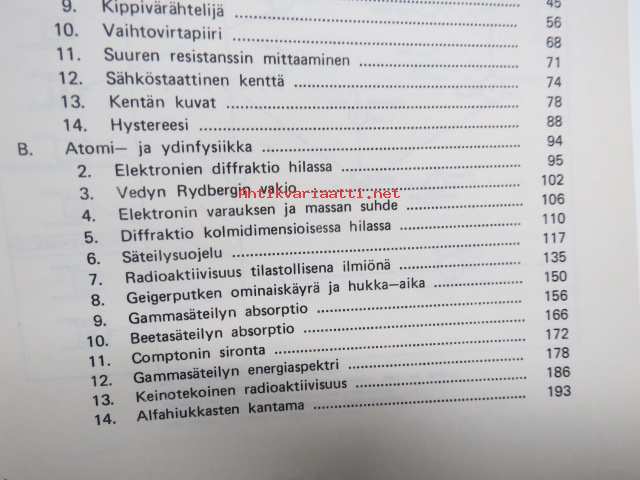 9. Kippivärähtelijä 45
10. Vaihtovirtapiiri 56
11. Suuren resistanssin mittaaminen 68
12. Sähköstaattinen kenttä 71
13. Kentän kuvat 74
14. Hystereesi 78
88
B. Atomi— ja ydinfysiikka 94
2. Elektronien diffraktio hilassa 95
3. Vedyn Rydbergin vakio 102
Antikvariaatti.net
4. Elektronin varauksen ja massan suhde 106
5. Diffraktio kolmidimensioisessa hilassa 110
6. Säteilysuojelu 117
7. Radioaktiivisuus tilastollisena ilmiönä 135
8. Geigerputken ominaiskäyrä ja hukka—aika 150
9. Gammasäteilyn absorptio 156
10. Beetasäteilyn absorptio 166
11. Comptonin sironta 172
12. Gammasäteilyn energiaspektri 178
13. Keinotekoinen radioaktiivisuus 186
14. Alfahiukkasten kantama 193